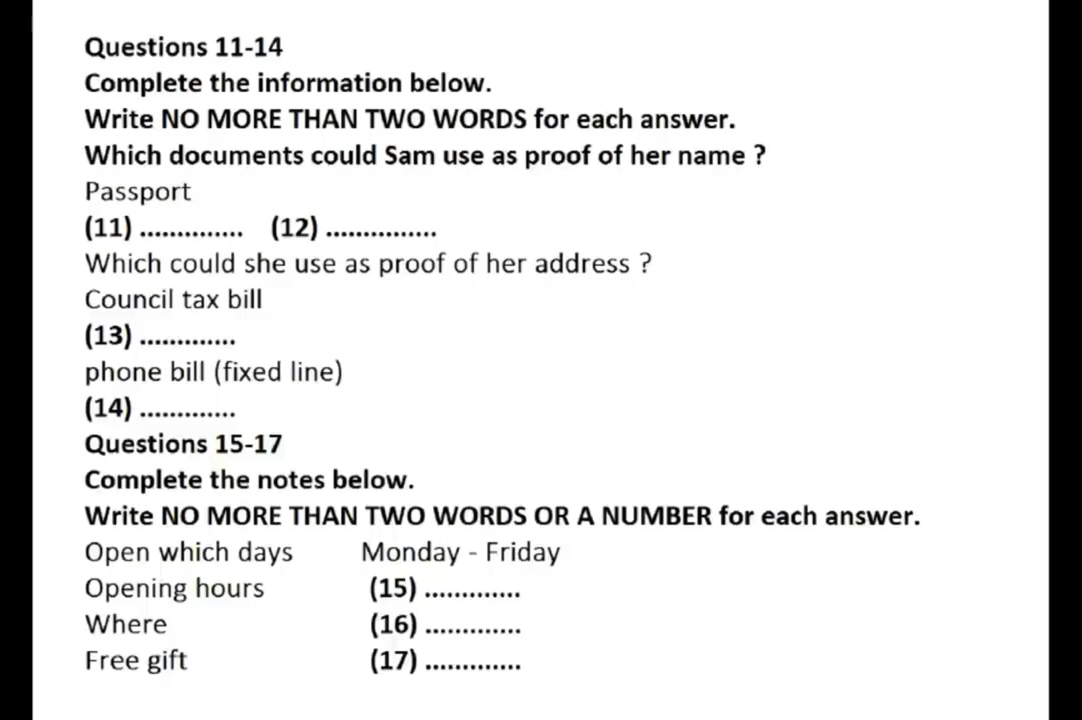 Questions 11-14
Complete the information below.
Write NO MORE THAN TWO WORDS for each answer.
Which documents could Sam use as proof of her name ?
Passport
(11) .............. (12) ...............
Which could she use as proof of her address ?
Council tax bill
(13) .............
phone bill (fixed line)
(14) .............
Questions 15-17
Complete the notes below.
Write NO MORE THAN TWO WORDS OR A NUMBER for each answer.
Open which days Monday - Friday
Opening hours (15) .............
Where (16) .............
Free gift (17) .............